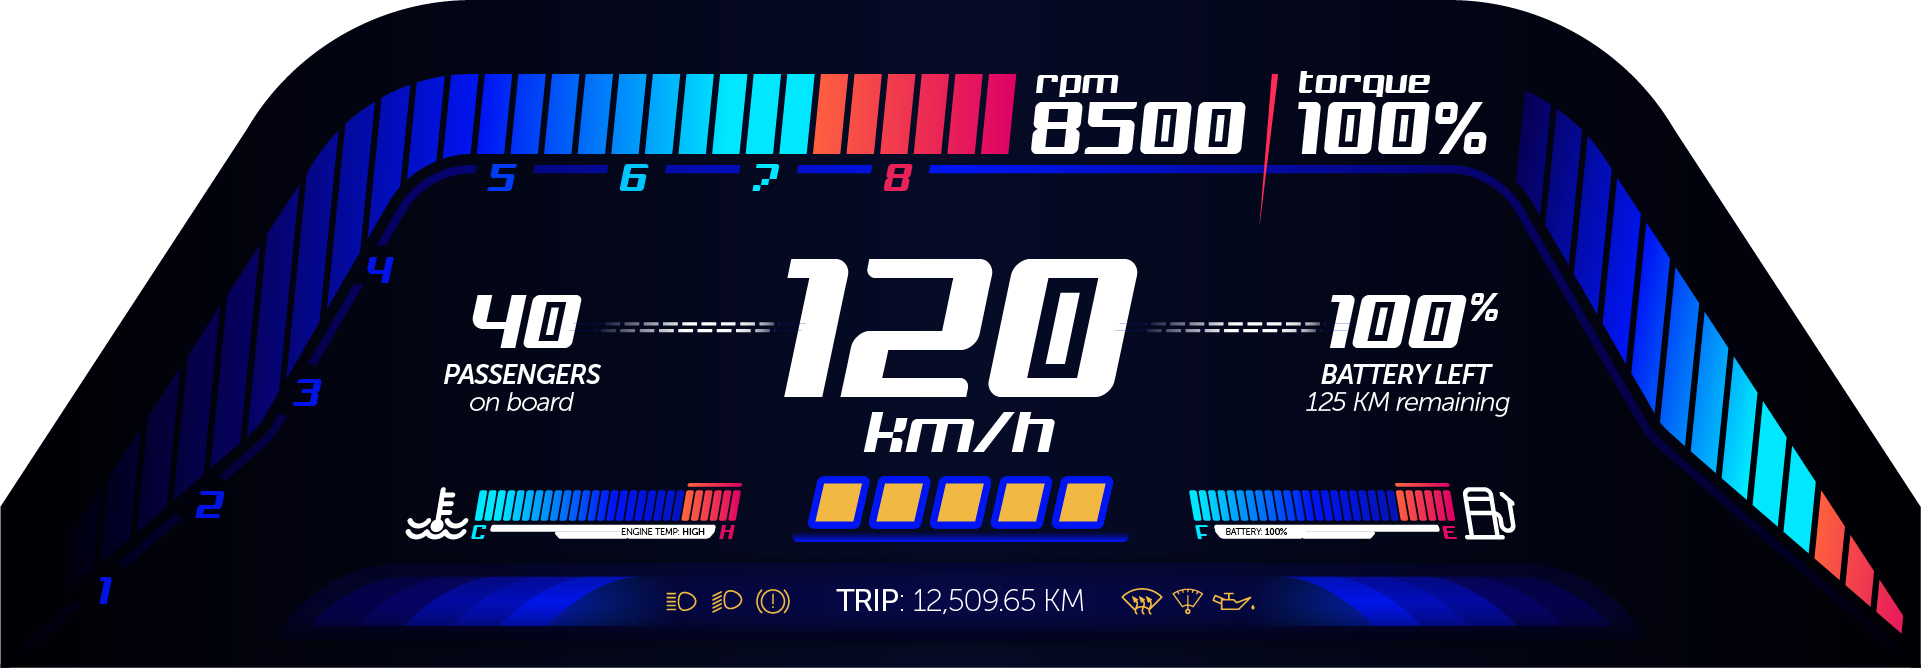 rpm
8500
torque
100%
5 6 7 8
4
3
2
1
40
PASSENGERS
on board
120
km/h
100%
BATTERY LEFT
125 KM remaining
C ENGINE TEMP: HIGH H
F BATTERY: 100% E
TRIP: 12,509.65 KM